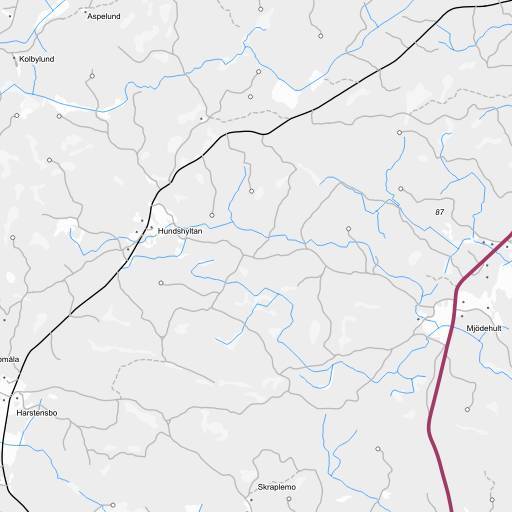 Aspelund
Kolbylund
87
Hundshyltan
Mjödehult
Harstensbo
Skraplemo